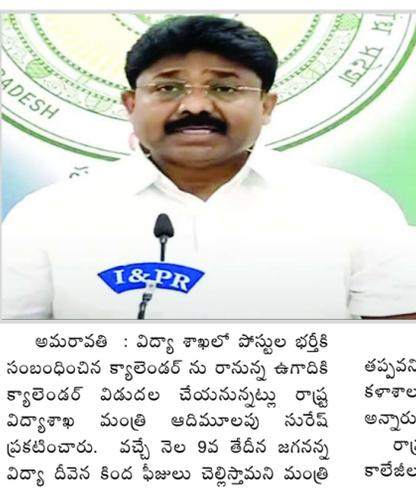 ADESH
ప్రదేశ్
I&PR
అమరావతి : విద్యా శాఖలో పోస్టుల భర్తీకి
సంబంధించిన క్యాలెండర్ ను రానున్న ఉగాదికి
క్యాలెండర్ విడుదల చేయనున్నట్లు రాష్ట్ర
విద్యాశాఖ మంత్రి ఆదిమూలపు సురేష్
ప్రకటించారు. వచ్చే నెల 9వ తేదీన జగనన్న
విద్యా దీవెన కింద ఫీజులు చెల్లిస్తామని మంత్రి
తప్పవని
కళాశాల
అన్నారు
రాష్ట్ర
కాలేజీల